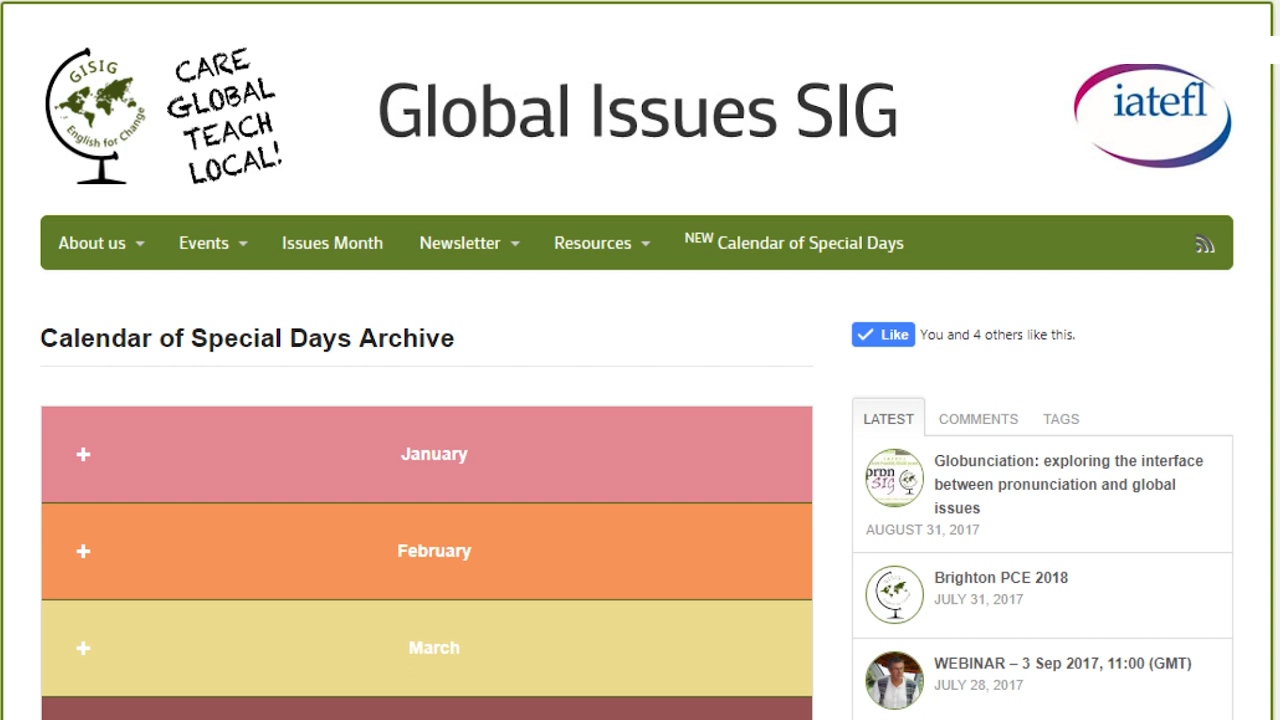 GISIG
English for Change
CARE
GLOBAL
TEACH
LOCAL!
Global Issues SIG
iatefl
About us
Events
Issues Month
Newsletter
Resources
NEW Calendar of Special Days
Calendar of Special Days Archive
January
February
March
Like You and 4 others like this.
LATEST COMMENTS TAGS
Globunciation: exploring the interface
between pronunciation and global
issues
AUGUST 31, 2017
Brighton PCE 2018
JULY 31, 2017
WEBINAR – 3 Sep 2017, 11:00 (GMT)
JULY 28, 2017